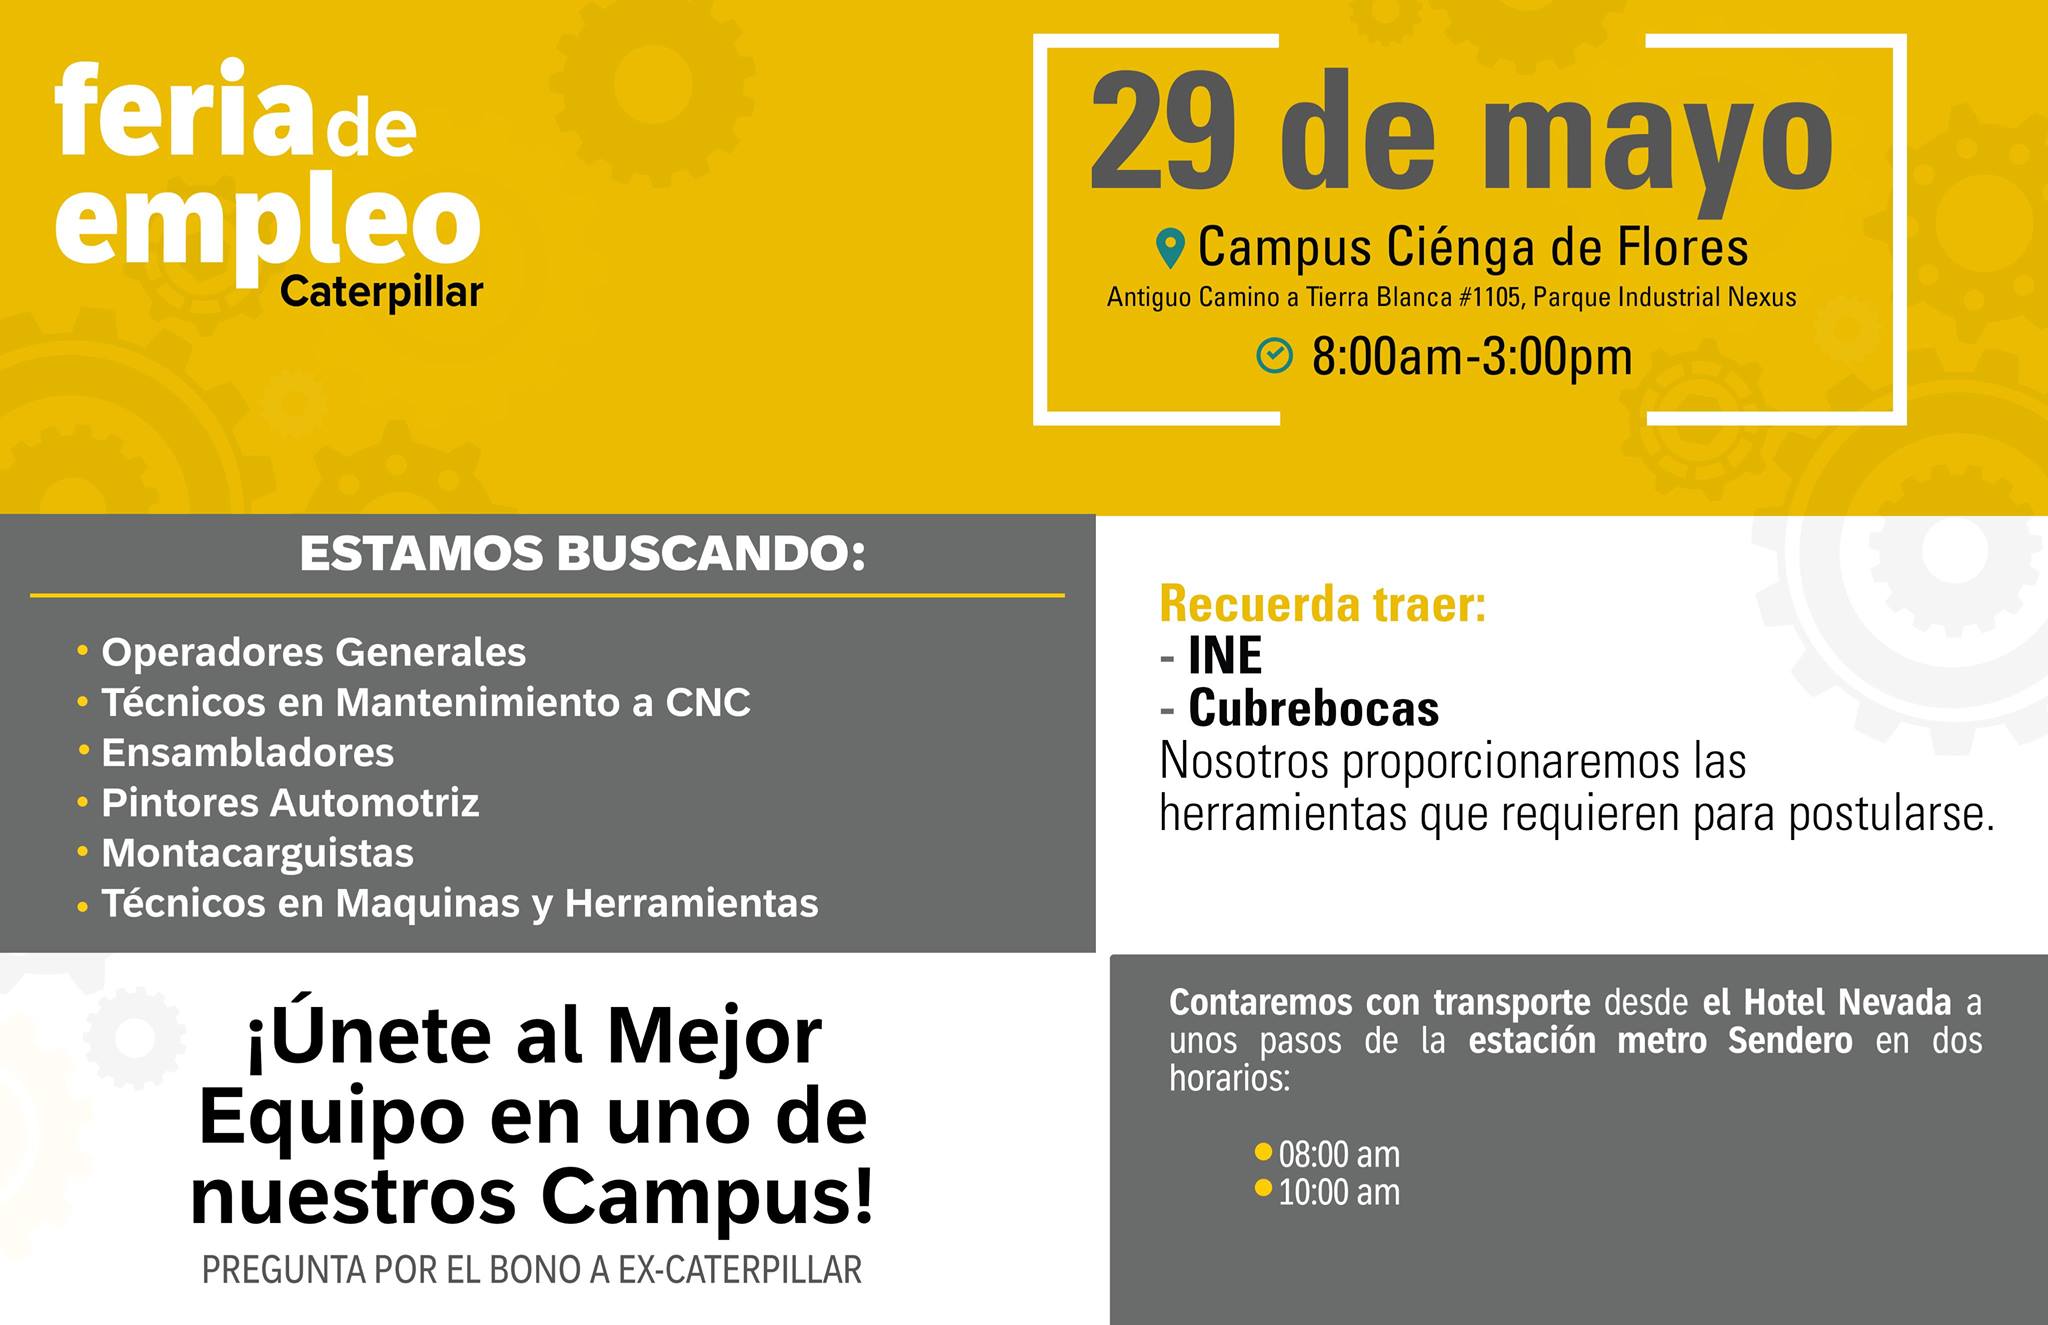 feria de
empleo
Caterpillar
29 de mayo
Campus Ciénga de Flores
Antiguo Camino a Tierra Blanca #1105, Parque Industrial Nexus
8:00am-3:00pm
ESTAMOS BUSCANDO:
• Operadores Generales
• Técnicos en Mantenimiento a CNC
• Ensambladores
• Pintores Automotriz
• Montacarguistas
• Técnicos en Maquinas y Herramientas
Recuerda traer:
- INE
- Cubrebocas
Nosotros proporcionaremos las
herramientas que requieren para postularse.
¡Únete al Mejor
Equipo en uno de
nuestros Campus!
PREGUNTA POR EL BONO A EX-CATERPILLAR
Contaremos con transporte desde el Hotel Nevada a
unos pasos de la estación metro Sendero en dos
horarios:
• 08:00 am
• 10:00 am